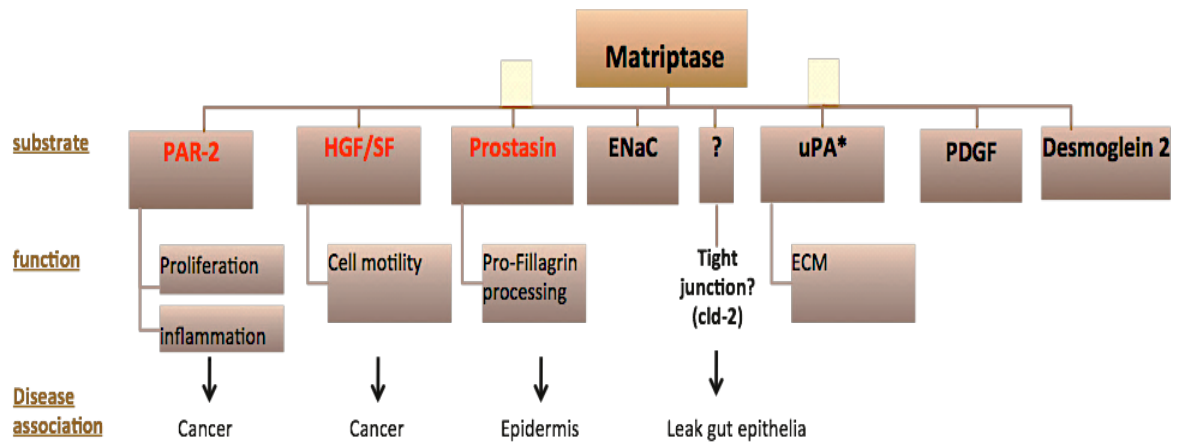 Matriptase
substrate
PAR-2
HGF/SF
Prostasin
ENaC
?
uPA*
PDGF
Desmoglein 2
function
Proliferation
inflammation
Cell motility
Pro-Fillagrin
processing
Tight
junction?
(cld-2)
ECM
Disease
association
Cancer
Cancer
Epidermis
Leak gut epithelia